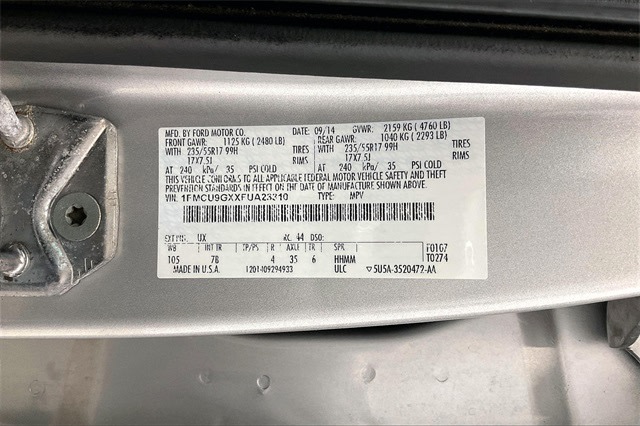 MFD. BY FORD MOTOR CO. DATE: 09/14 GVWR: 2159 KG ( 4760 LB)
FRONT GAWR: 1125 KG ( 2480 LB) REAR GAWR: 1040 KG ( 2293 LB)
WITH 235/55R17 99H TIRES WITH 235/55R17 99H TIRES
17X7.5J RIMS 17X7.5J RIMS
AT 240 kPa/ 35 PSI COLD AT 240 kPa/ 35 PSI COLD
THIS VEHICLE CONFORMS TO ALL APPLICABLE FEDERAL MOTOR VEHICLE SAFETY AND THEFT
PREVENTION STANDARDS IN EFFECT ON THE DATE OF MANUFACTURE SHOWN ABOVE.
VIN: 1FMCU9GXXFUA23310 TYPE: MPV
EXT PNT: UX RC: 44 DSO:
WB INT TR TP/PS R AXLE TR SPR F0107
105 7B 4 35 6 HHMM T0274
MADE IN U.S.A. 1201409294933 ULC 5U5A-3520472-AA